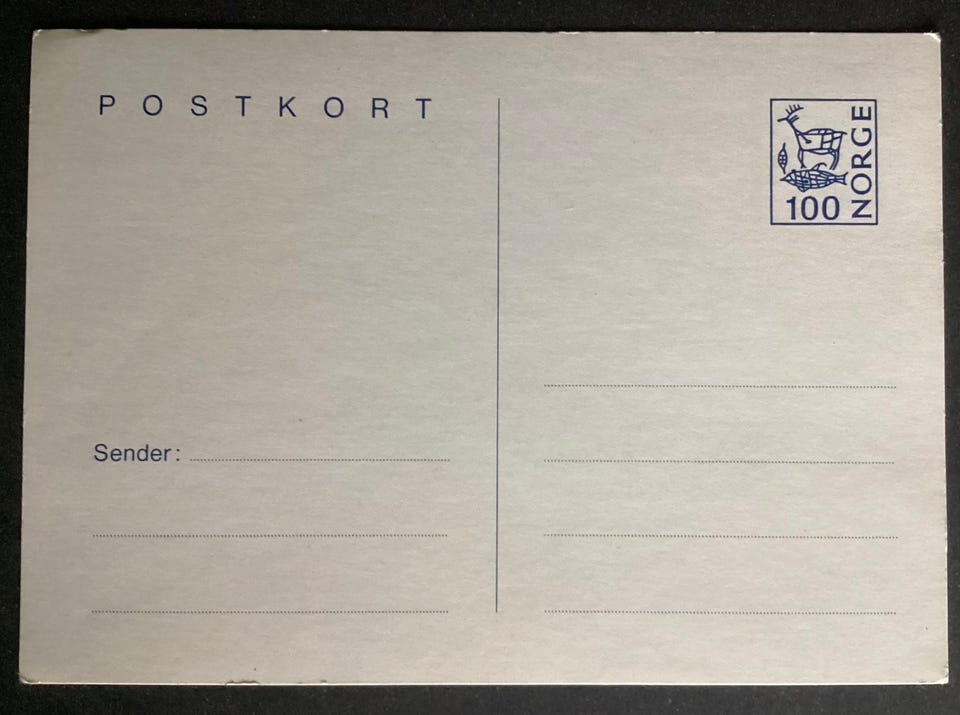 POSTKORT
100 NORGE
Sender: